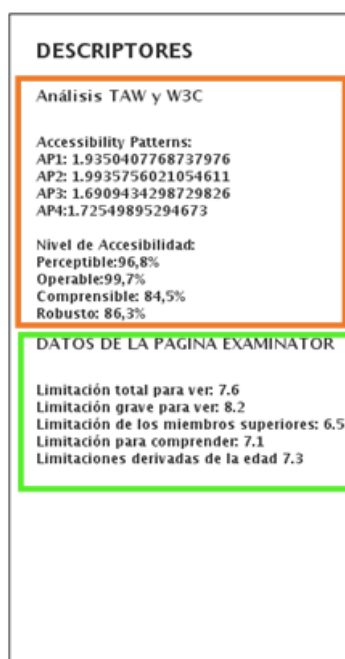 DESCRIPTORES
Análisis TAW y W3C
Accessibility Patterns:
AP1: 1.9350407768737976
AP2: 1.9935756021054611
AP3: 1.6909434298729826
AP4:1.72549895294673
Nivel de Accesibilidad:
Perceptible:96,8%
Operable:99,7%
Comprensible: 84,5%
Robusto: 86,3%
DATOS DE LA PAGINA EXAMINATOR
Limitación total para ver: 7.6
Limitación grave para ver: 8.2
Limitación de los miembros superiores: 6.5
Limitación para comprender: 7.1
Limitaciones derivadas de la edad 7.3